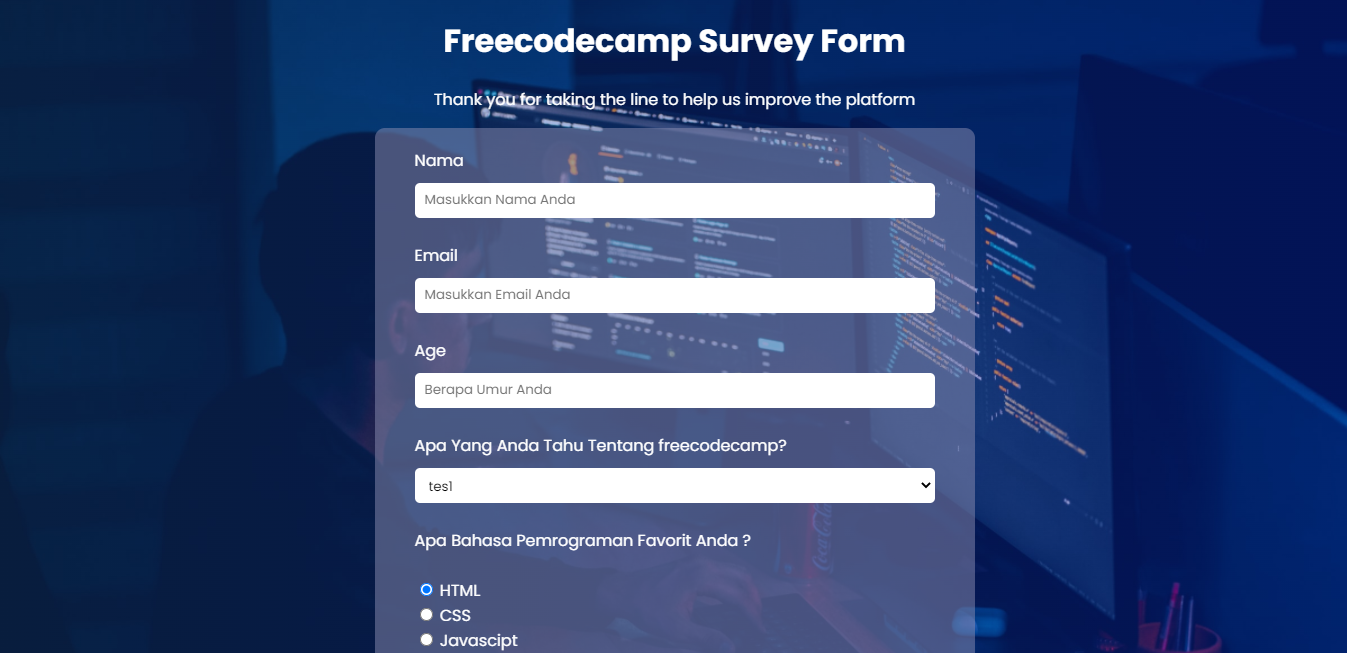 Freecodecamp Survey Form
Thank you for taking the line to help us improve the platform
Nama
Masukkan Nama Anda
Email
Masukkan Email Anda
Age
Berapa Umur Anda
Apa Yang Anda Tahu Tentang freecodecamp?
tes1
Apa Bahasa Pemrograman Favorit Anda ?
HTML
CSS
Javascipt
Coca-Cola